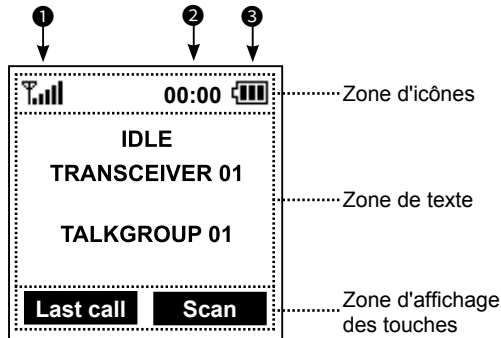 ❶ ❷ ❸
00:00
Zone d'icônes
IDLE
TRANSCEIVER 01
Zone de texte
TALKGROUP 01
Last call Scan
Zone d'affichage
des touches